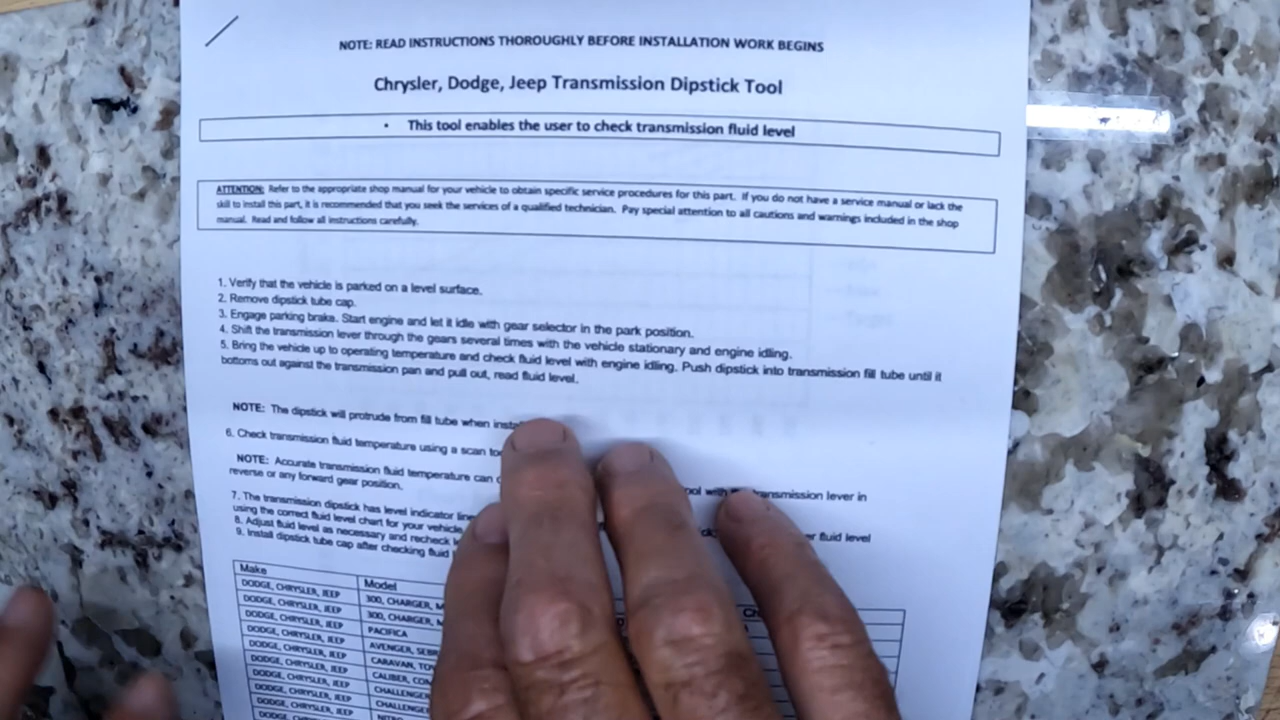 NOTE: READ INSTRUCTIONS THOROUGHLY BEFORE INSTALLATION WORK BEGINS
Chrysler, Dodge, Jeep Transmission Dipstick Tool
• This tool enables the user to check transmission fluid level
ATTENTION: Refer to the appropriate shop manual for your vehicle to obtain specific service procedures for this part. If you do not have a service manual or lack the
skill to install this part, it is recommended that you seek the services of a qualified technician. Pay special attention to all cautions and warnings included in the shop
manual. Read and follow all instructions carefully.
1. Verify that the vehicle is parked on a level surface.
2. Remove dipstick tube cap.
3. Engage parking brake. Start engine and let it idle with gear selector in the park position.
4. Shift the transmission lever through the gears several times with the vehicle stationary and engine idling.
5. Bring the vehicle up to operating temperature and check fluid level with engine idling. Push dipstick into transmission fill tube until it
bottoms out against the transmission pan and pull out, read fluid level.
NOTE: The dipstick will protrude from fill tube when
6. Check transmission fluid temperature using a scan
NOTE: Accurate transmission fluid temperature can transmission lever in
reverse or any forward gear position.
7. The transmission dipstick has level indicator fluid level
using the correct fluid level chart for your vehicle
8. Adjust fluid level as necessary and recheck
9. Install dipstick tube cap after checking fluid
Make Model
DODGE, CHRYSLER, JEEP 300, CHARGER,
DODGE, CHRYSLER, JEEP 300, CHARGER,
DODGE, CHRYSLER, JEEP PACIFICA
DODGE, CHRYSLER, JEEP AVENGER,
DODGE, CHRYSLER, JEEP CARAVAN,
DODGE, CHRYSLER, JEEP CALIBER,
DODGE, CHRYSLER, JEEP CHALLENGER
DODGE, CHRYSLER, JEEP CHALLENGER
DODGE, CHRYSLER, JEEP